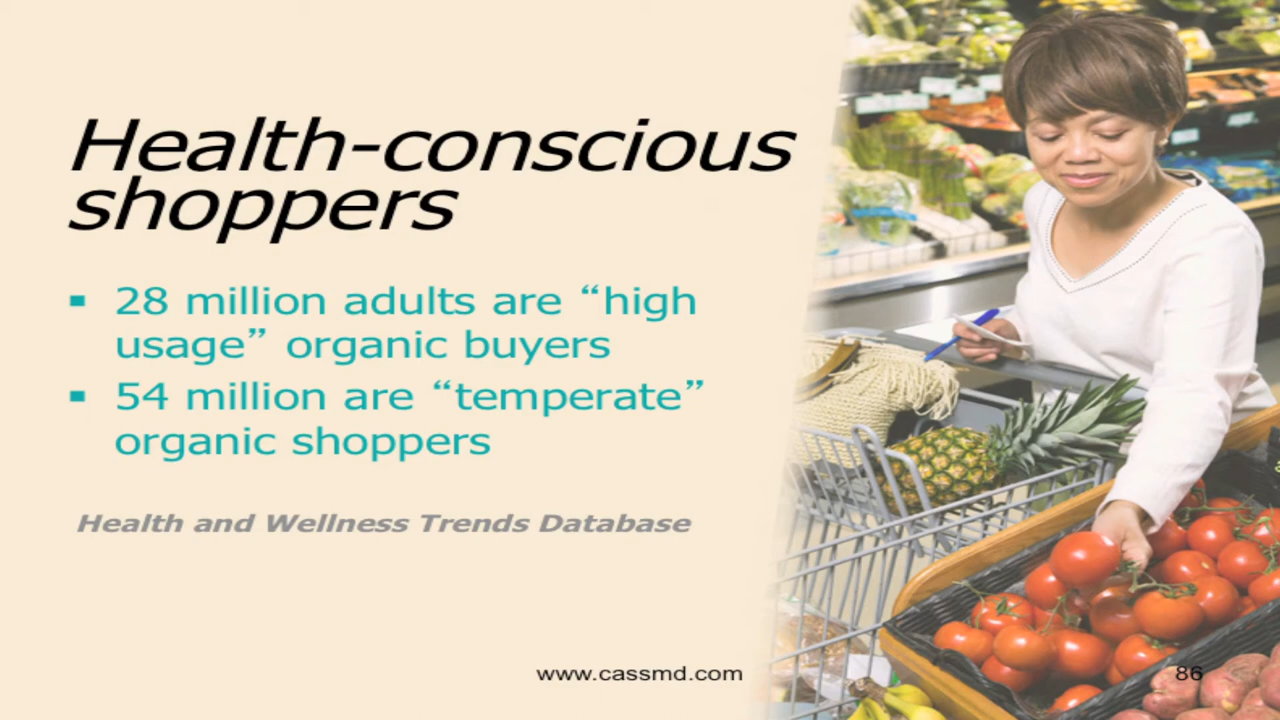 Health-conscious
shoppers
▪ 28 million adults are “high
usage” organic buyers
▪ 54 million are “temperate”
organic shoppers
Health and Wellness Trends Database
www.cassmd.com
86